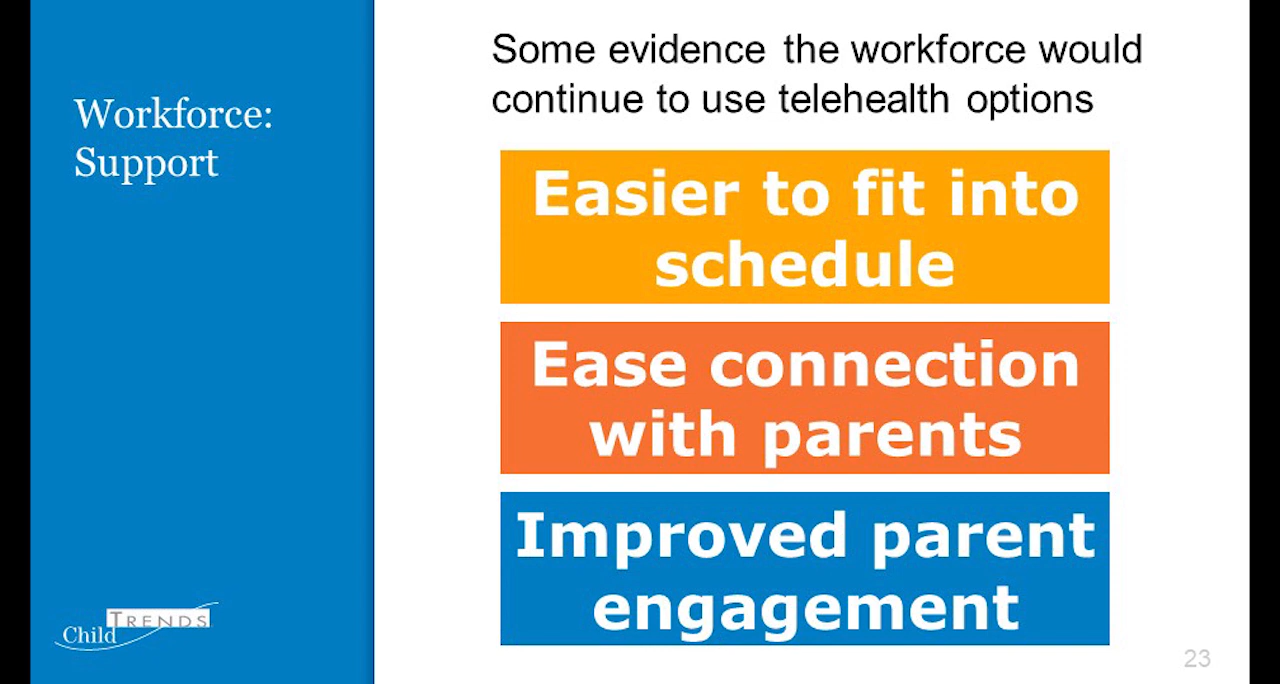 Workforce:
Support
Some evidence the workforce would
continue to use telehealth options
Easier to fit into
schedule
Ease connection
with parents
Improved parent
engagement
Child TRENDS
23